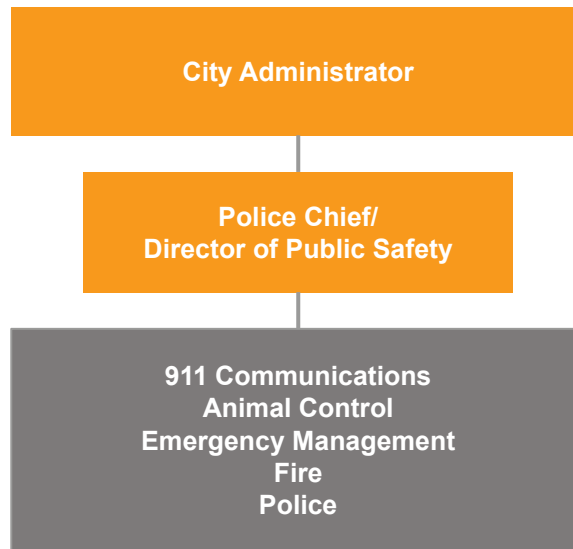 City Administrator
Police Chief/
Director of Public Safety
911 Communications
Animal Control
Emergency Management
Fire
Police